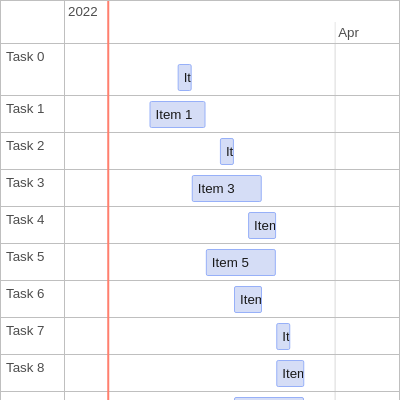 2022
Apr
Task 0
It
Task 1
Item 1
Task 2
It
Task 3
Item 3
Task 4
Iten
Task 5
Item 5
Task 6
Iten
Task 7
It
Task 8
Iten